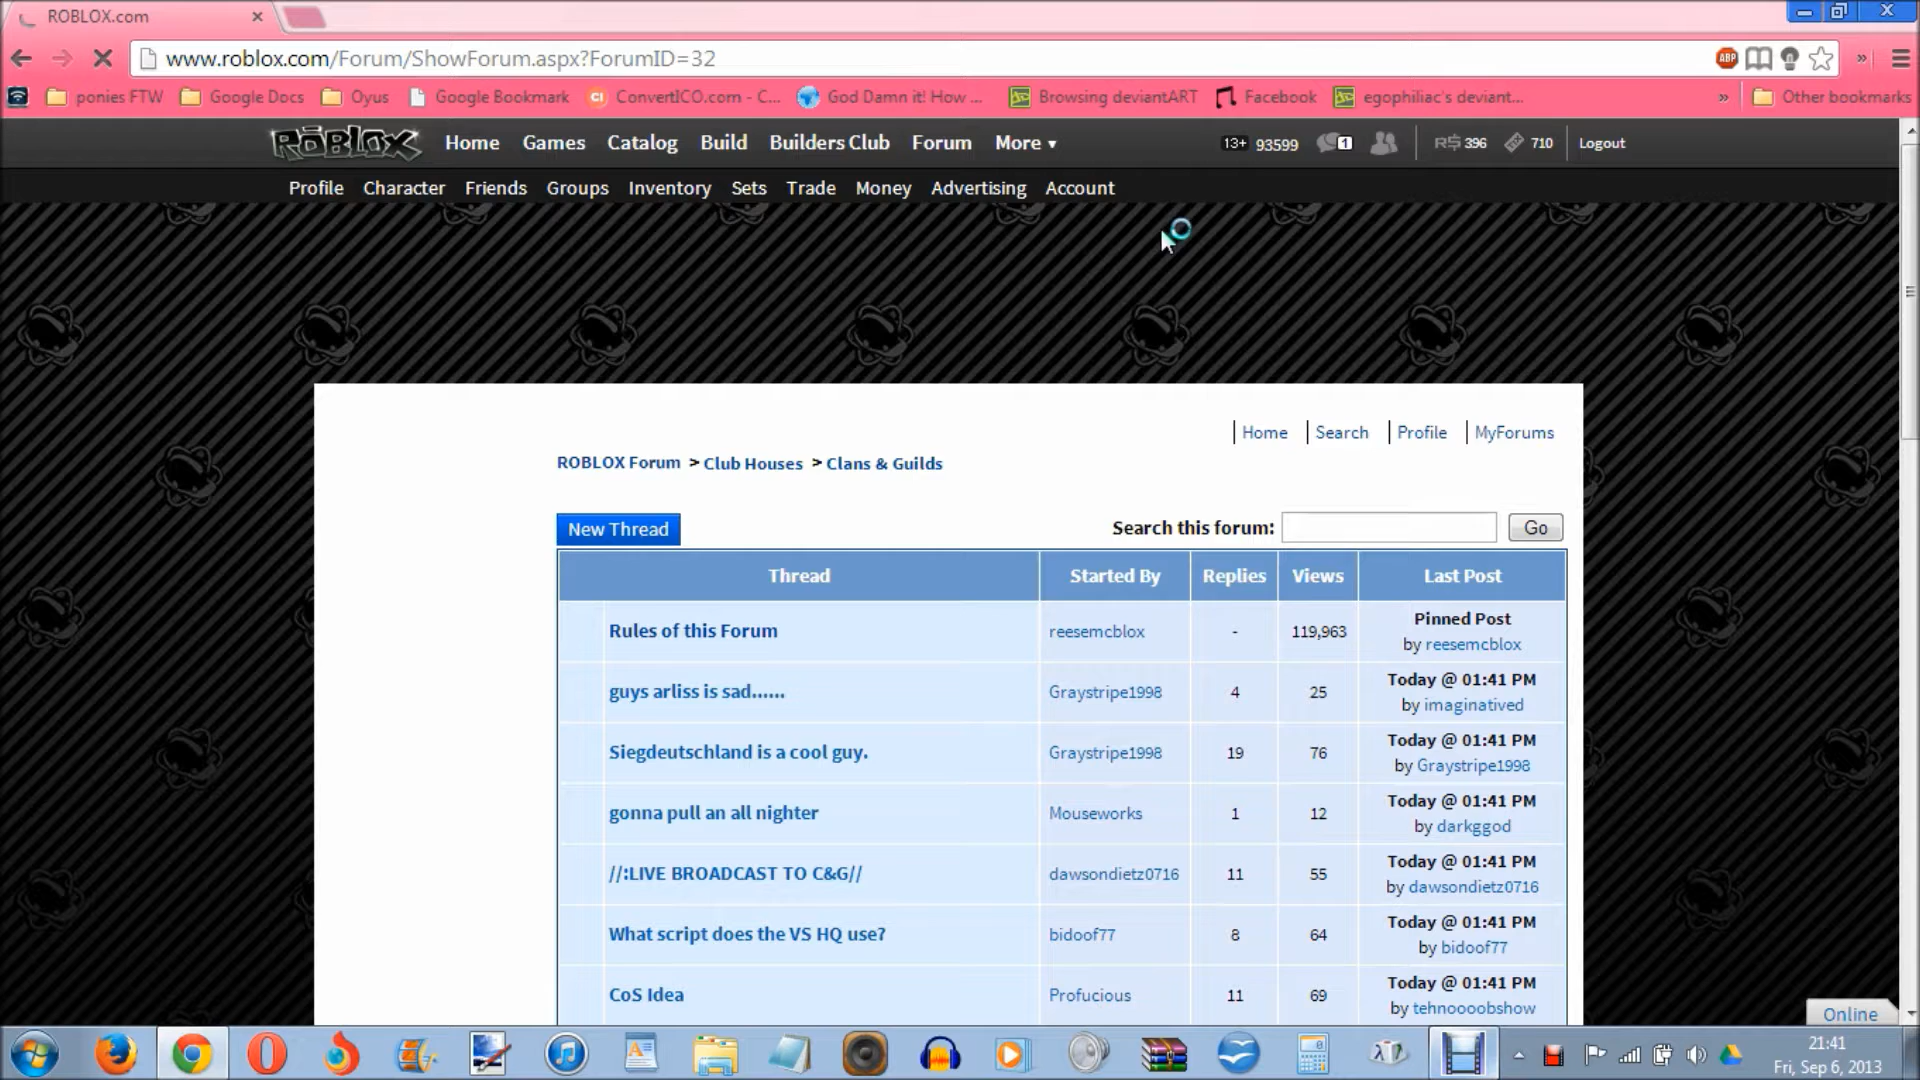 ROBLOX.com
www.roblox.com/Forum/ShowForum.aspx?ForumID=32
ABP
ponies FTW Google Docs Oyus Google Bookmark CI ConvertICO.com - C... God Damn it! How ... Browsing deviantART Facebook egophiliac's deviant... » Other bookmarks
ROBLOX Home Games Catalog Build Builders Club Forum More 13+ 93599 1 R$ 396 710 Logout
Profile Character Friends Groups Inventory Sets Trade Money Advertising Account
Home Search Profile MyForums
ROBLOX Forum > Club Houses > Clans & Guilds
New Thread Search this forum: Go
Thread Started By Replies Views Last Post
Rules of this Forum reesemcblox - 119,963 Pinned Post
by reesemcblox
guys arliss is sad...... Graystripe1998 4 25 Today @ 01:41 PM
by imaginatived
Siegdeutschland is a cool guy. Graystripe1998 19 76 Today @ 01:41 PM
by Graystripe1998
gonna pull an all nighter Mouseworks 1 12 Today @ 01:41 PM
by darkggod
//:LIVE BROADCAST TO C&G// dawsondietz0716 11 55 Today @ 01:41 PM
by dawsondietz0716
What script does the VS HQ use? bidoof77 8 64 Today @ 01:41 PM
by bidoof77
CoS Idea Profucious 11 69 Today @ 01:41 PM
by tehnoooobshow
Online
21:41
Fri, Sep 6, 2013